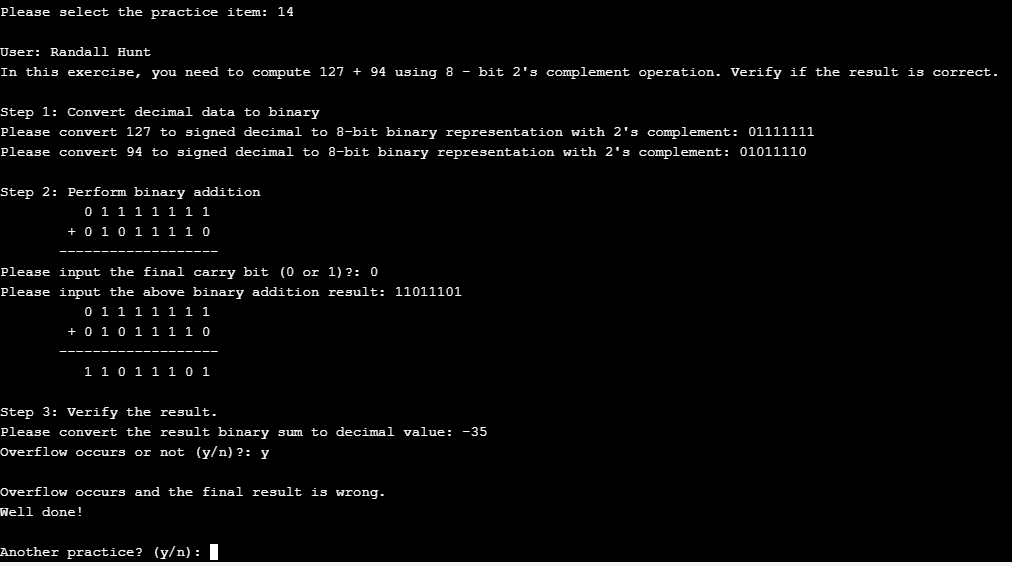 Please select the practice item: 14
User: Randall Hunt
In this exercise, you need to compute 127 + 94 using 8 - bit 2's complement operation. Verify if the result is correct.
Step 1: Convert decimal data to binary
Please convert 127 to signed decimal to 8-bit binary representation with 2's complement: 01111111
Please convert 94 to signed decimal to 8-bit binary representation with 2's complement: 01011110
Step 2: Perform binary addition
0 1 1 1 1 1 1 1
+ 0 1 0 1 1 1 1 0
-------------------
Please input the final carry bit (0 or 1)?: 0
Please input the above binary addition result: 11011101
0 1 1 1 1 1 1 1
+ 0 1 0 1 1 1 1 0
-------------------
1 1 0 1 1 1 0 1
Step 3: Verify the result.
Please convert the result binary sum to decimal value: -35
Overflow occurs or not (y/n)?: y
Overflow occurs and the final result is wrong.
Well done!
Another practice? (y/n):